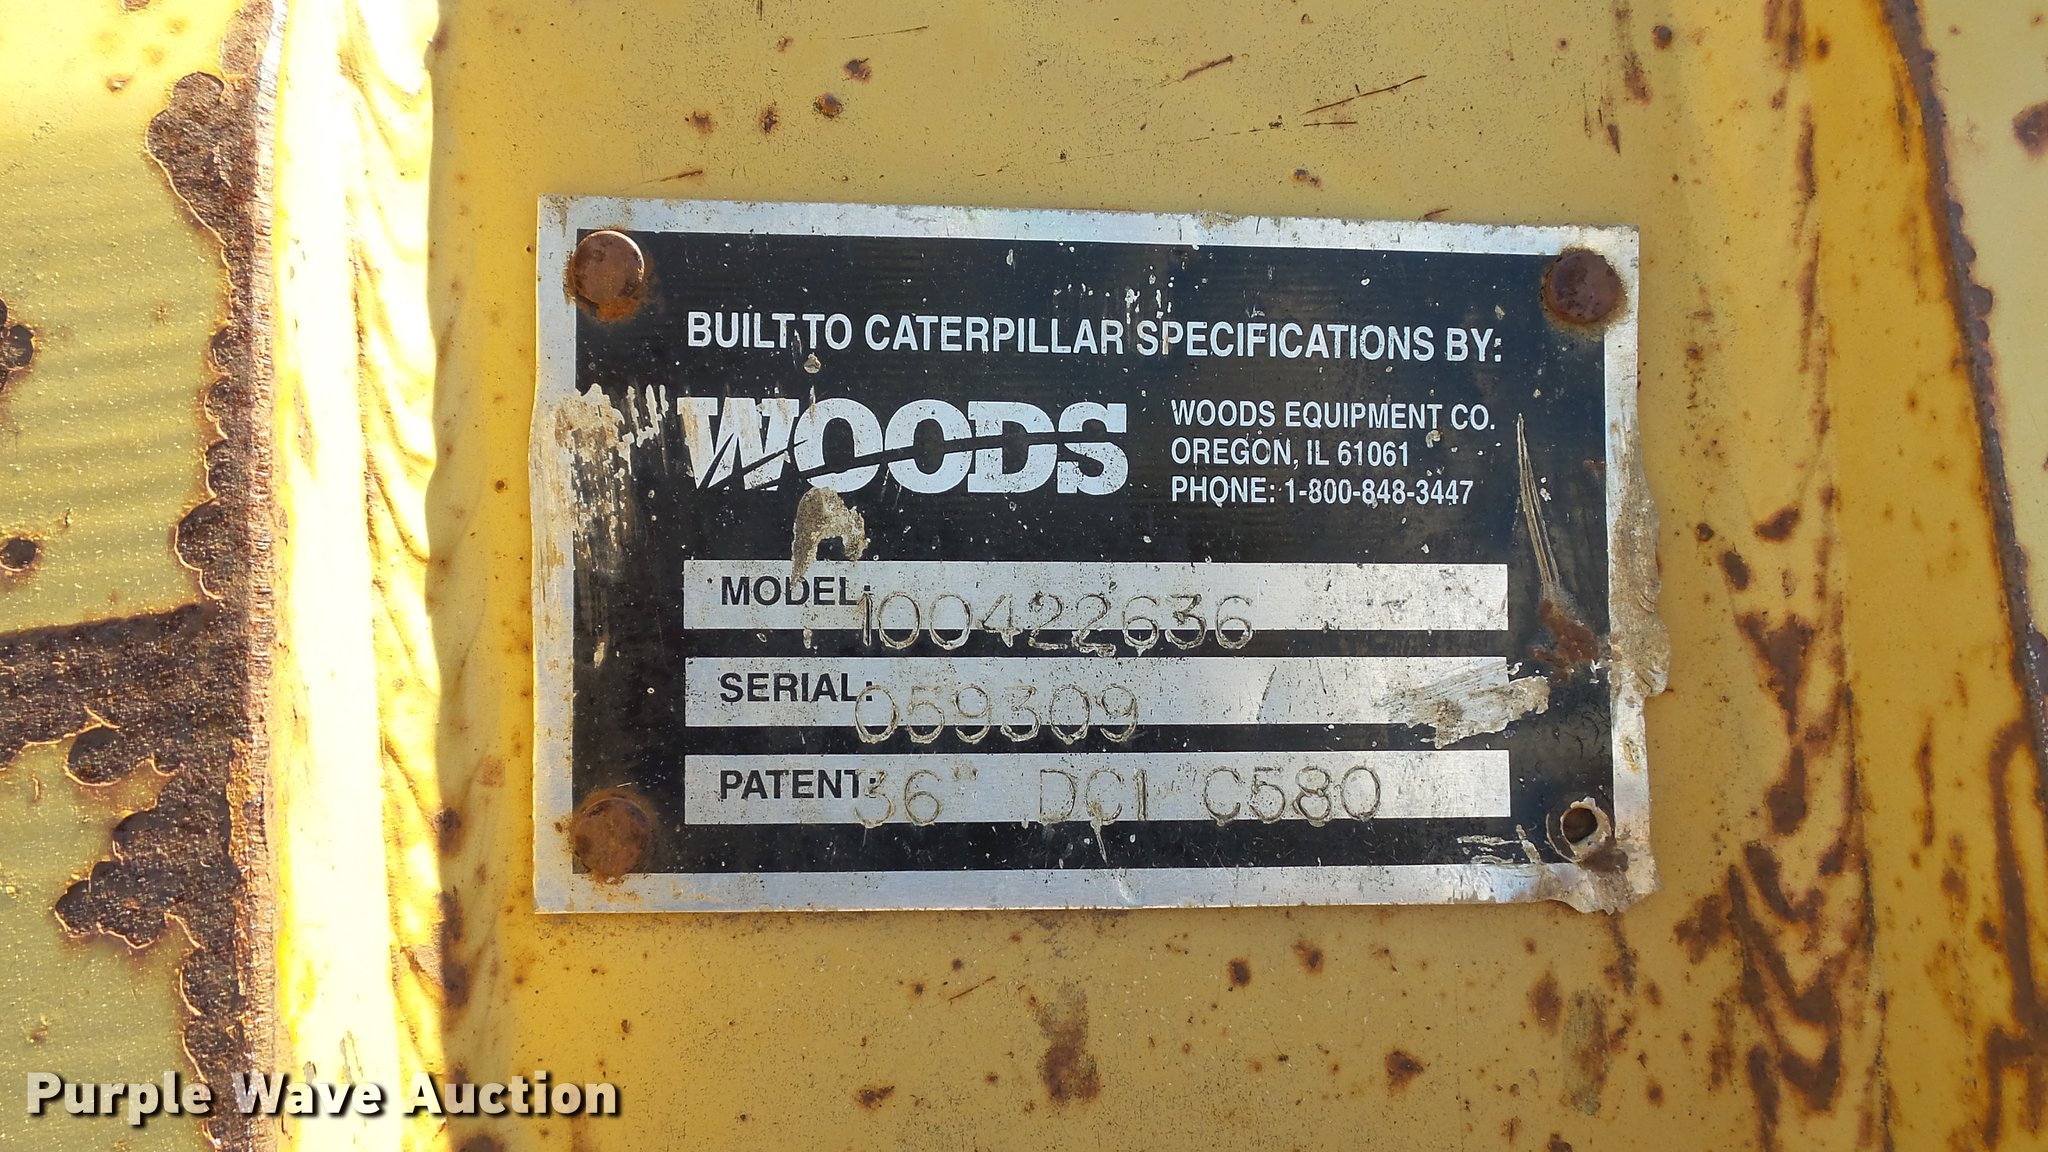 BUILT TO CATERPILLAR SPECIFICATIONS BY:
WOODS
WOODS EQUIPMENT CO.
OREGON, IL 61061
PHONE: 1-800-848-3447
MODEL: 100422636
SERIAL: 059309
PATENT: 36" DC1 C580
Purple Wave Auction